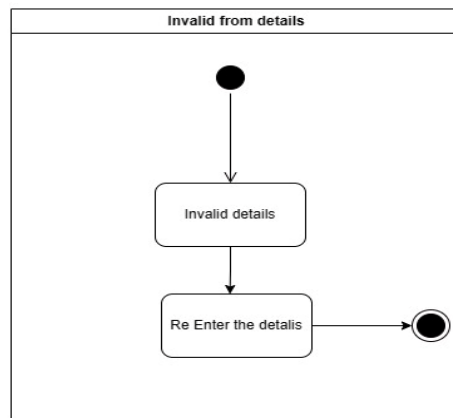 Invalid from details
Invalid details
Re Enter the detalis